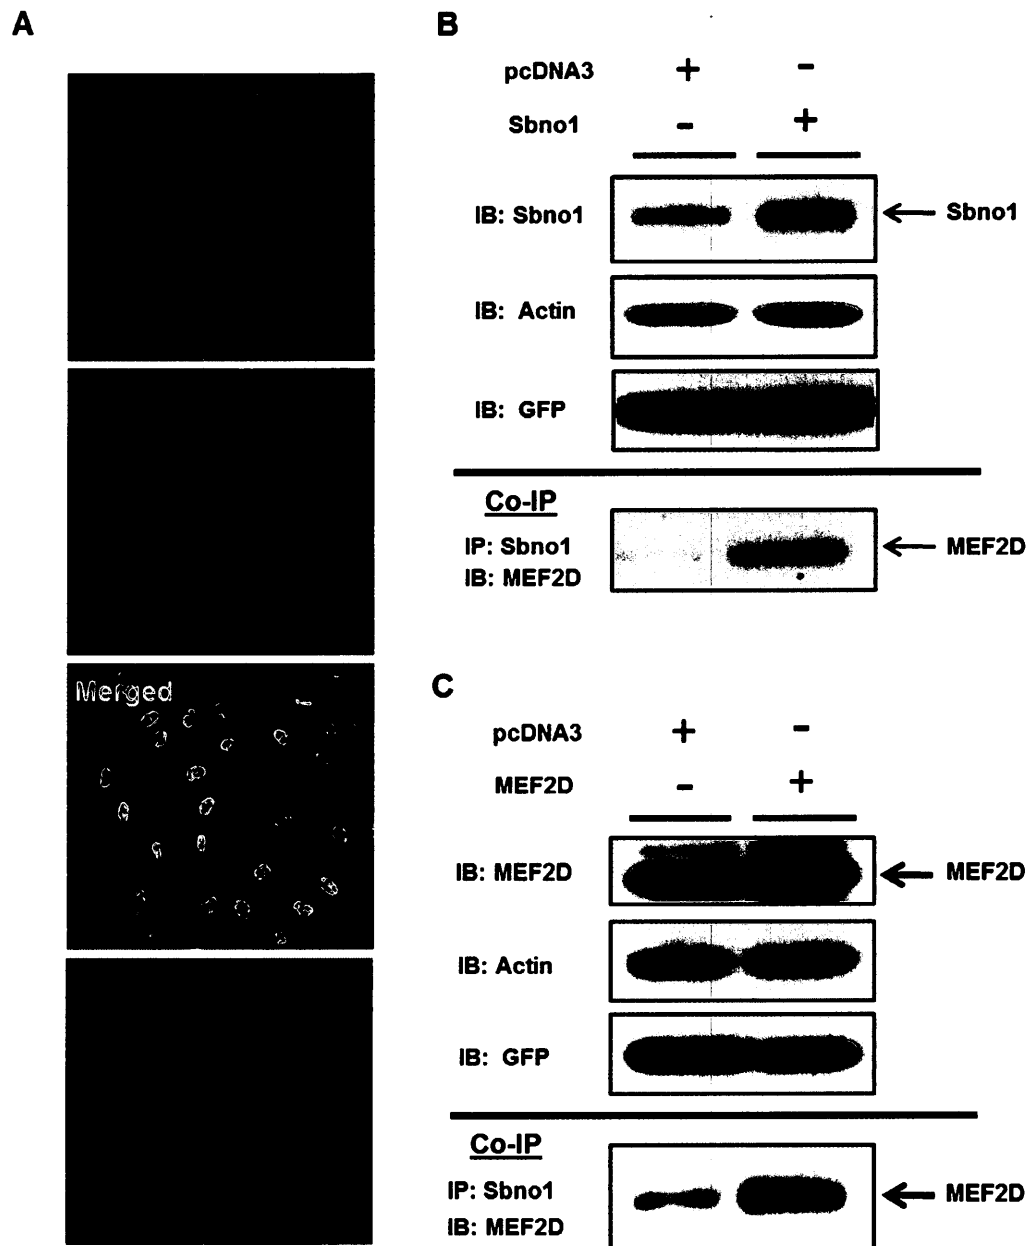 A
Merged
B
pcDNA3 + -
Sbno1 - +
IB: Sbno1
Sbno1
IB: Actin
IB: GFP
Co-IP
IP: Sbno1
IB: MEF2D
MEF2D
C
pcDNA3 + -
MEF2D - +
IB: MEF2D
MEF2D
IB: Actin
IB: GFP
Co-IP
IP: Sbno1
IB: MEF2D
MEF2D